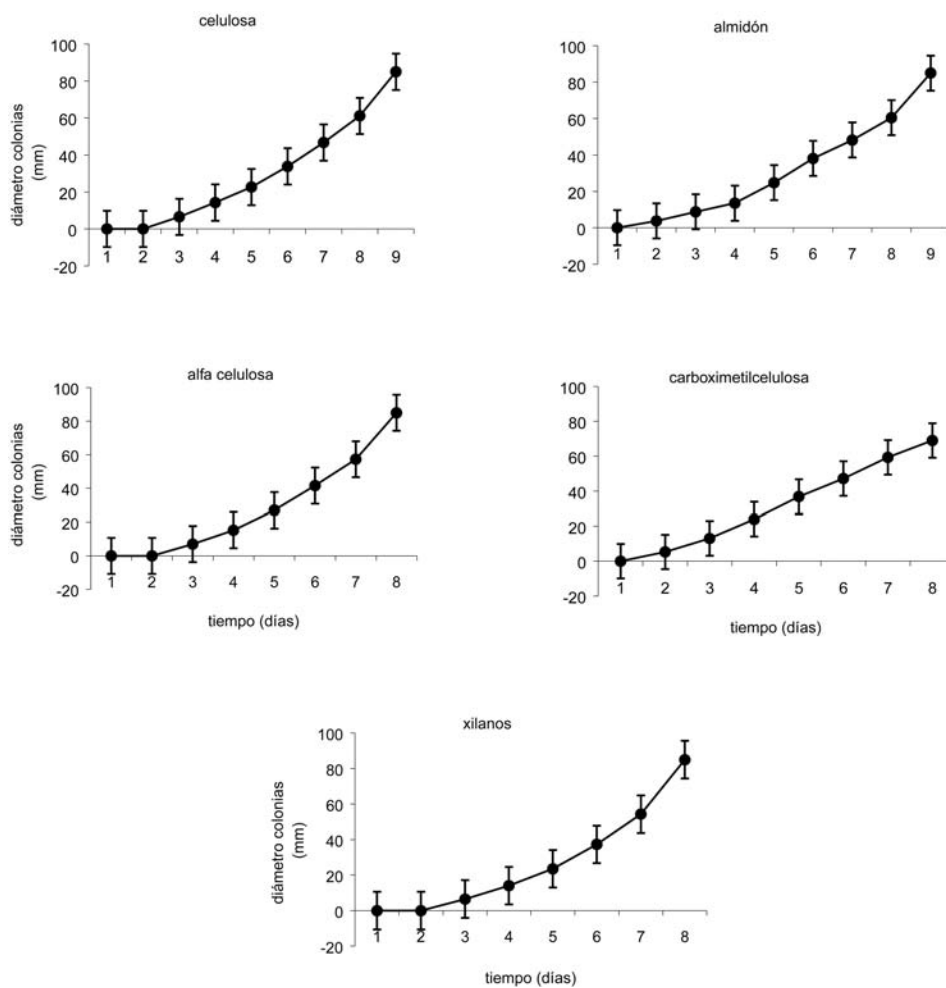 celulosa
100
80
60
40
20
0
-20
diámetro colonias
(mm)
1 2 3 4 5 6 7 8 9
almidón
100
80
60
40
20
0
-20
1 2 3 4 5 6 7 8 9
alfa celulosa
100
80
60
40
20
0
-20
diámetro colonias
(mm)
1 2 3 4 5 6 7 8
tiempo (días)
carboximetilcelulosa
100
80
60
40
20
0
-20
1 2 3 4 5 6 7 8
tiempo (días)
xilanos
100
80
60
40
20
0
-20
diámetro colonias
(mm)
1 2 3 4 5 6 7 8
tiempo (días)